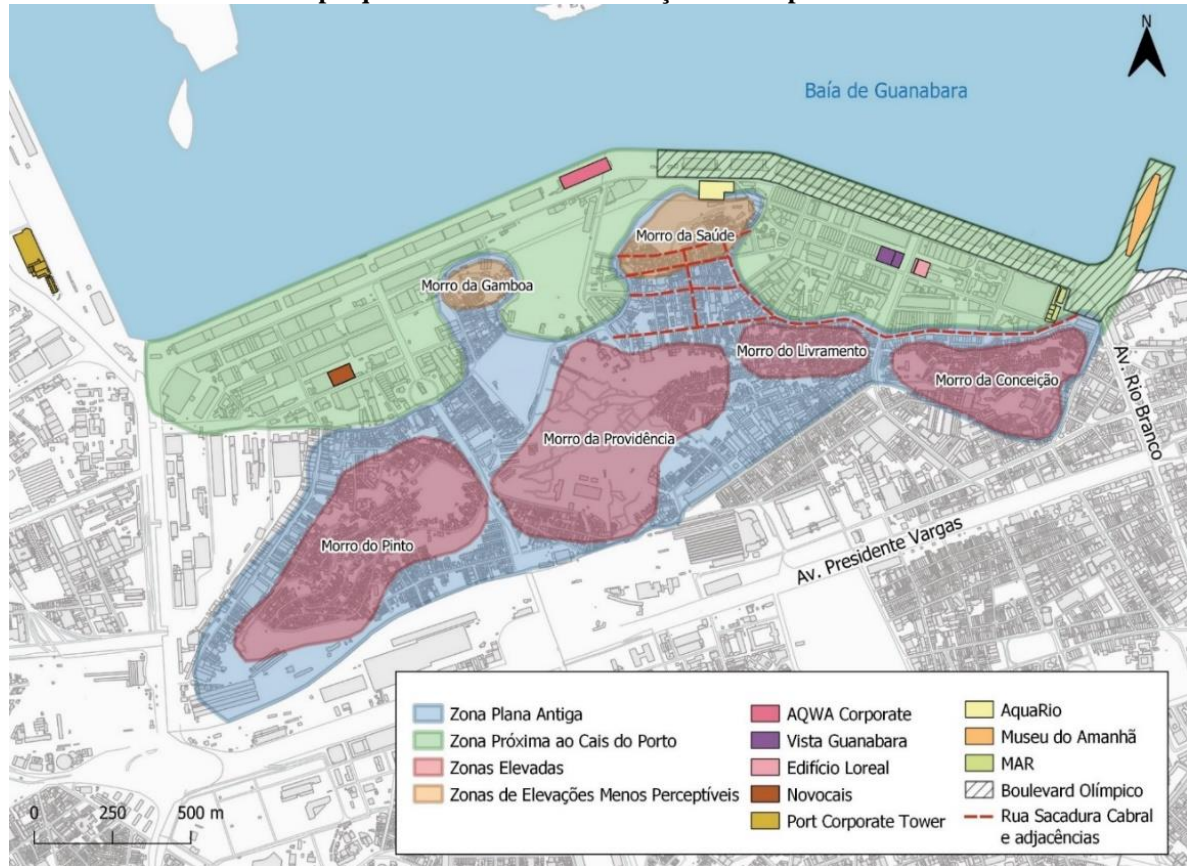 N
Baía de Guanabara
Morro da Saúde
Morro da Gamboa
Morro do Livramento
Morro da Conceição
Av. Rio Branco
Morro da Providência
Morro do Pinto
Av. Presidente Vargas
Zona Plana Antiga
Zona Próxima ao Cais do Porto
Zonas Elevadas
Zonas de Elevações Menos Perceptíveis
AQWA Corporate
Vista Guanabara
Edifício Loreal
Novocais
Port Corporate Tower
AquaRio
Museu do Amanhã
MAR
Boulevard Olímpico
Rua Sacadura Cabral
e adjacências
0 250 500 m